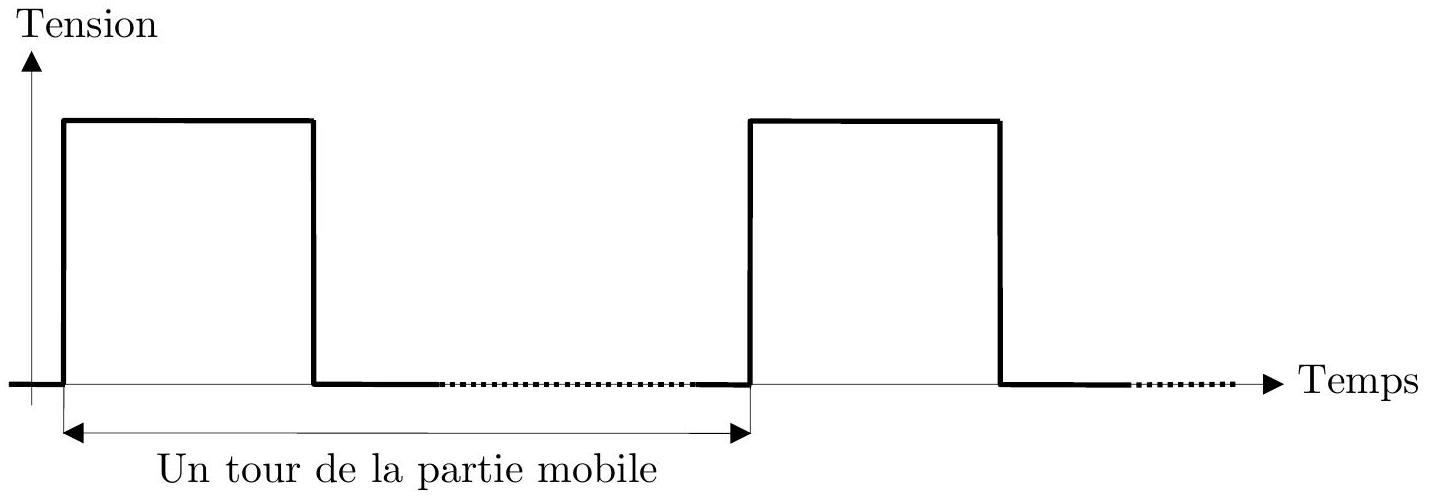 Tension
Temps
Un tour de la partie mobile